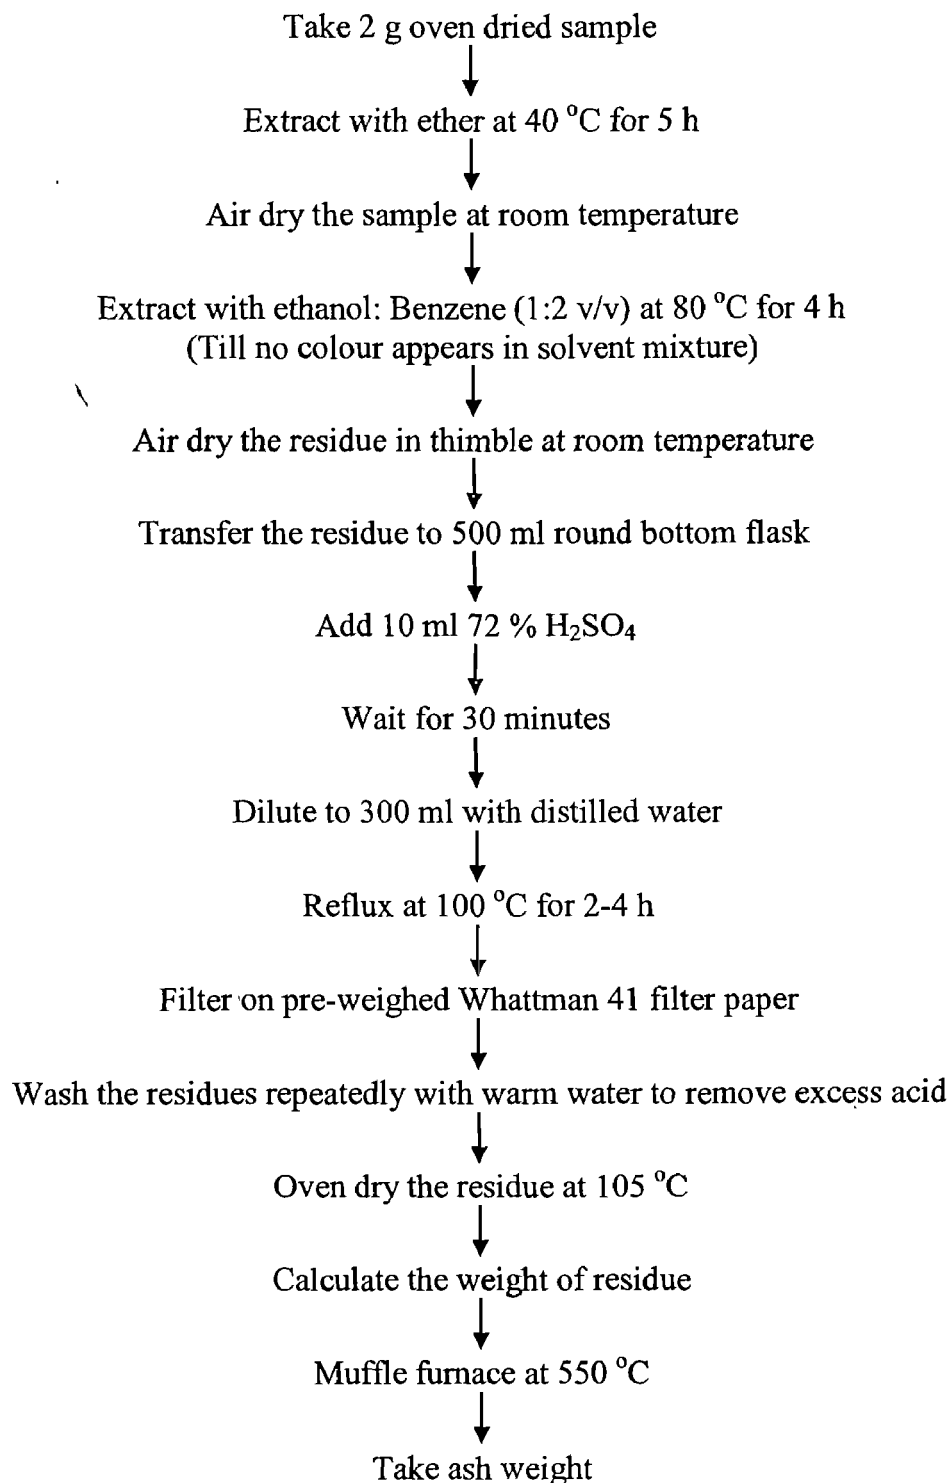 Take 2 g oven dried sample
Extract with ether at 40 °C for 5 h
Air dry the sample at room temperature
Extract with ethanol: Benzene (1:2 v/v) at 80 °C for 4 h
(Till no colour appears in solvent mixture)
Air dry the residue in thimble at room temperature
Transfer the residue to 500 ml round bottom flask
Add 10 ml 72 % H₂SO₄
Wait for 30 minutes
Dilute to 300 ml with distilled water
Reflux at 100 °C for 2-4 h
Filter on pre-weighed Whattman 41 filter paper
Wash the residues repeatedly with warm water to remove excess acid
Oven dry the residue at 105 °C
Calculate the weight of residue
Muffle furnace at 550 °C
Take ash weight